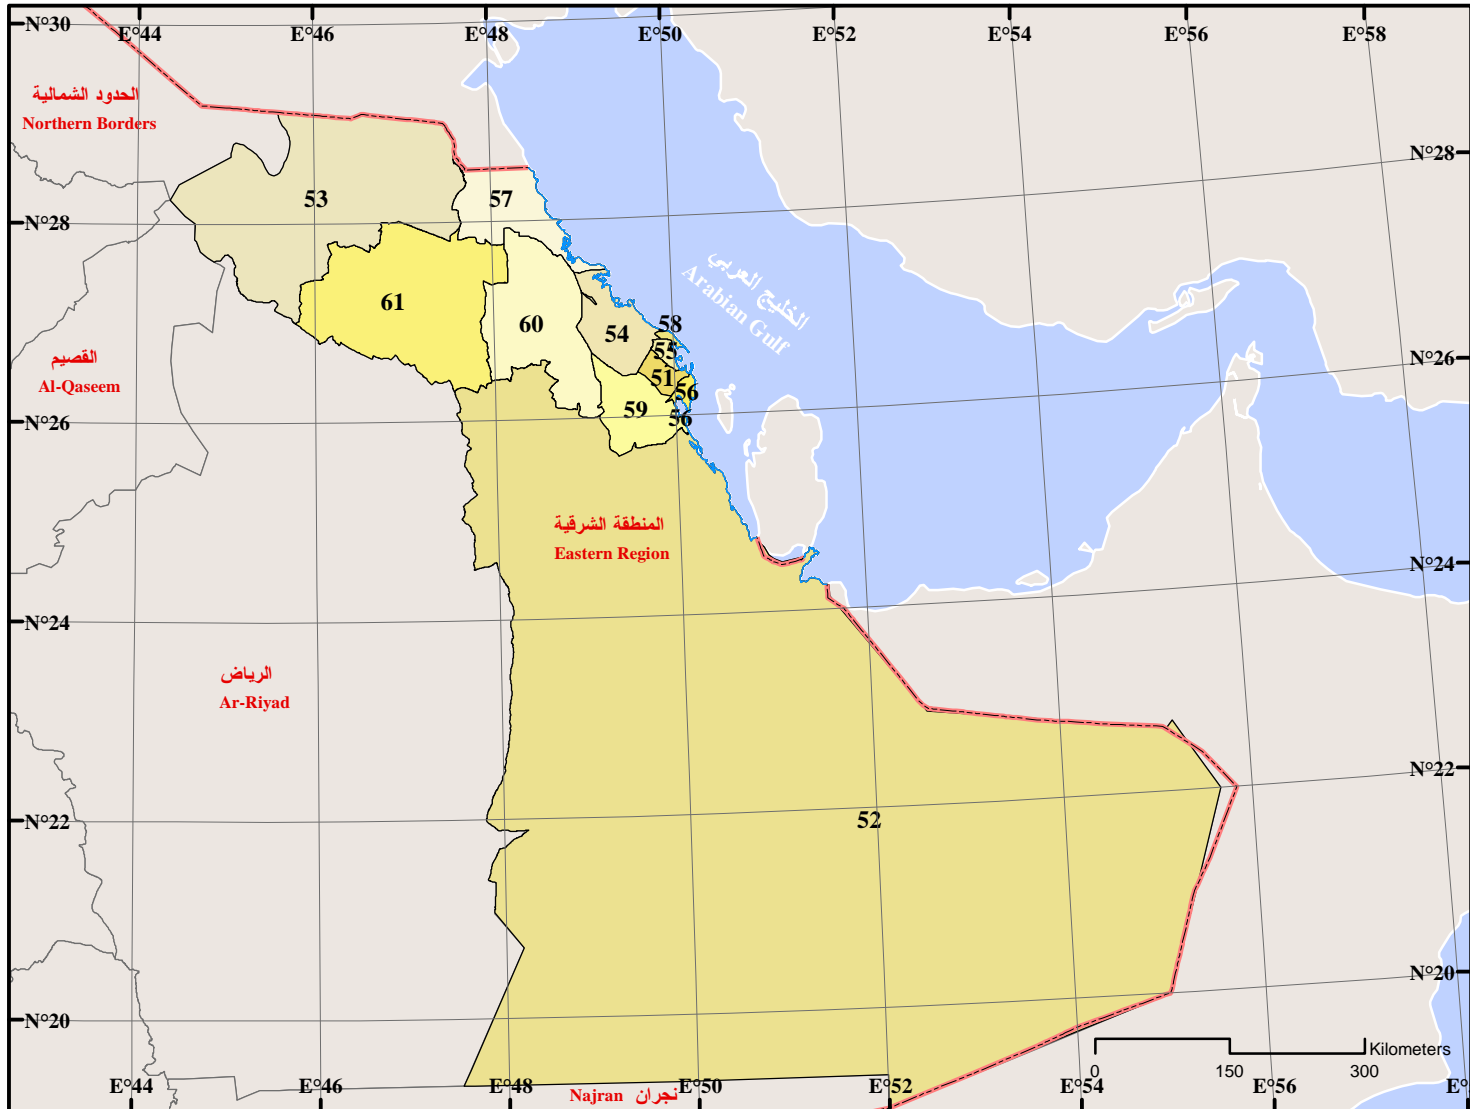 N°30
E°44
E°46
E°48
E°50
E°52
E°54
E°56
E°58
الحدود الشمالية
Northern Borders
N°28
53
57
N°28
الخليج العربي
Arabian Gulf
61
60
58
54
55
القصيم
Al-Qaseem
N°26
51
56
59
56
N°26
المنطقة الشرقية
Eastern Region
N°24
N°24
الرياض
Ar-Riyad
N°22
52
N°22
N°20
N°20
Kilometers
0
150
300
E°44
E°46
E°48
E°50
E°52
E°54
E°56
E°
Najran نجران